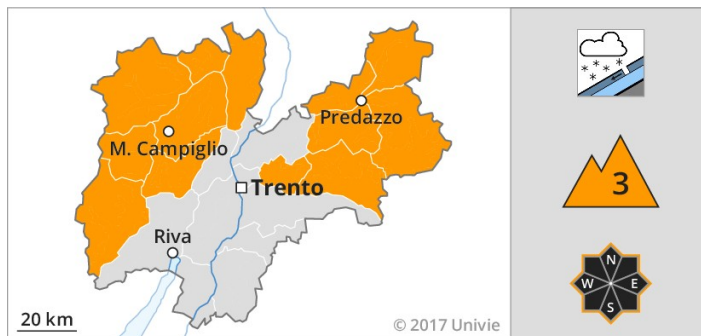 M. Campiglio
Predazzo
Trento
Riva
20 km
© 2017 Univie
3
N
W E
S